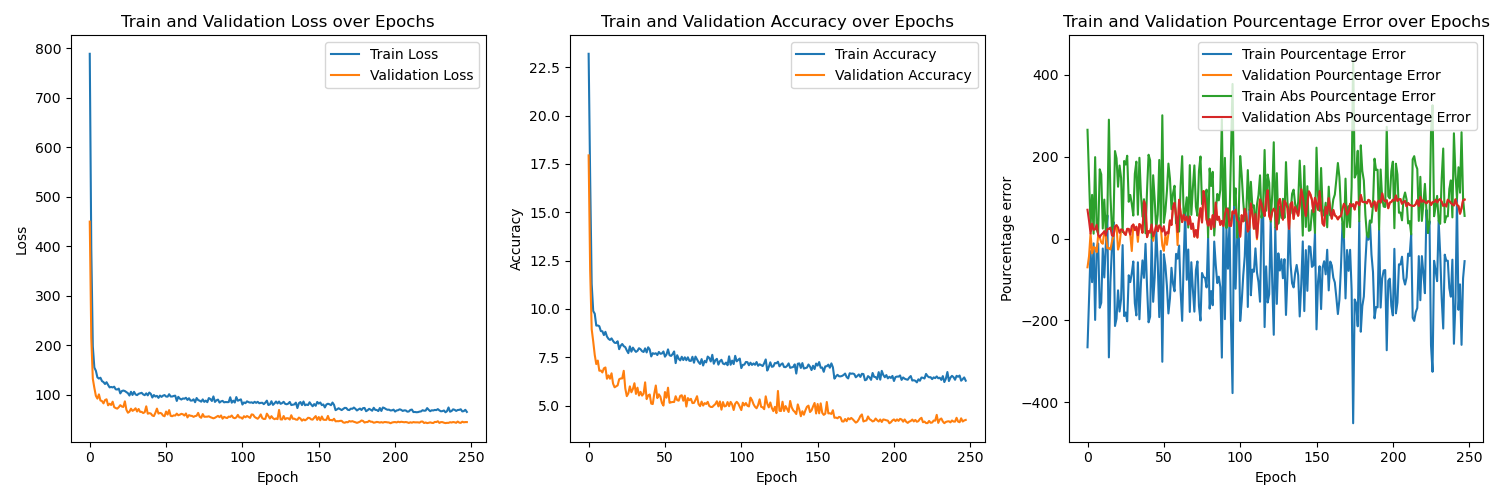 Train and Validation Loss over Epochs
800
700
600
500
400
300
200
100
Loss
0
50
100
150
200
250
Epoch
Train Loss
Validation Loss
Train and Validation Accuracy over Epochs
22.5
20.0
17.5
15.0
12.5
10.0
7.5
5.0
Accuracy
0
50
100
150
200
250
Epoch
Train Accuracy
Validation Accuracy
Train and Validation Pourcentage Error over Epochs
400
200
0
−200
−400
Pourcentage error
0
50
100
150
200
250
Epoch
Train Pourcentage Error
Validation Pourcentage Error
Train Abs Pourcentage Error
Validation Abs Pourcentage Error